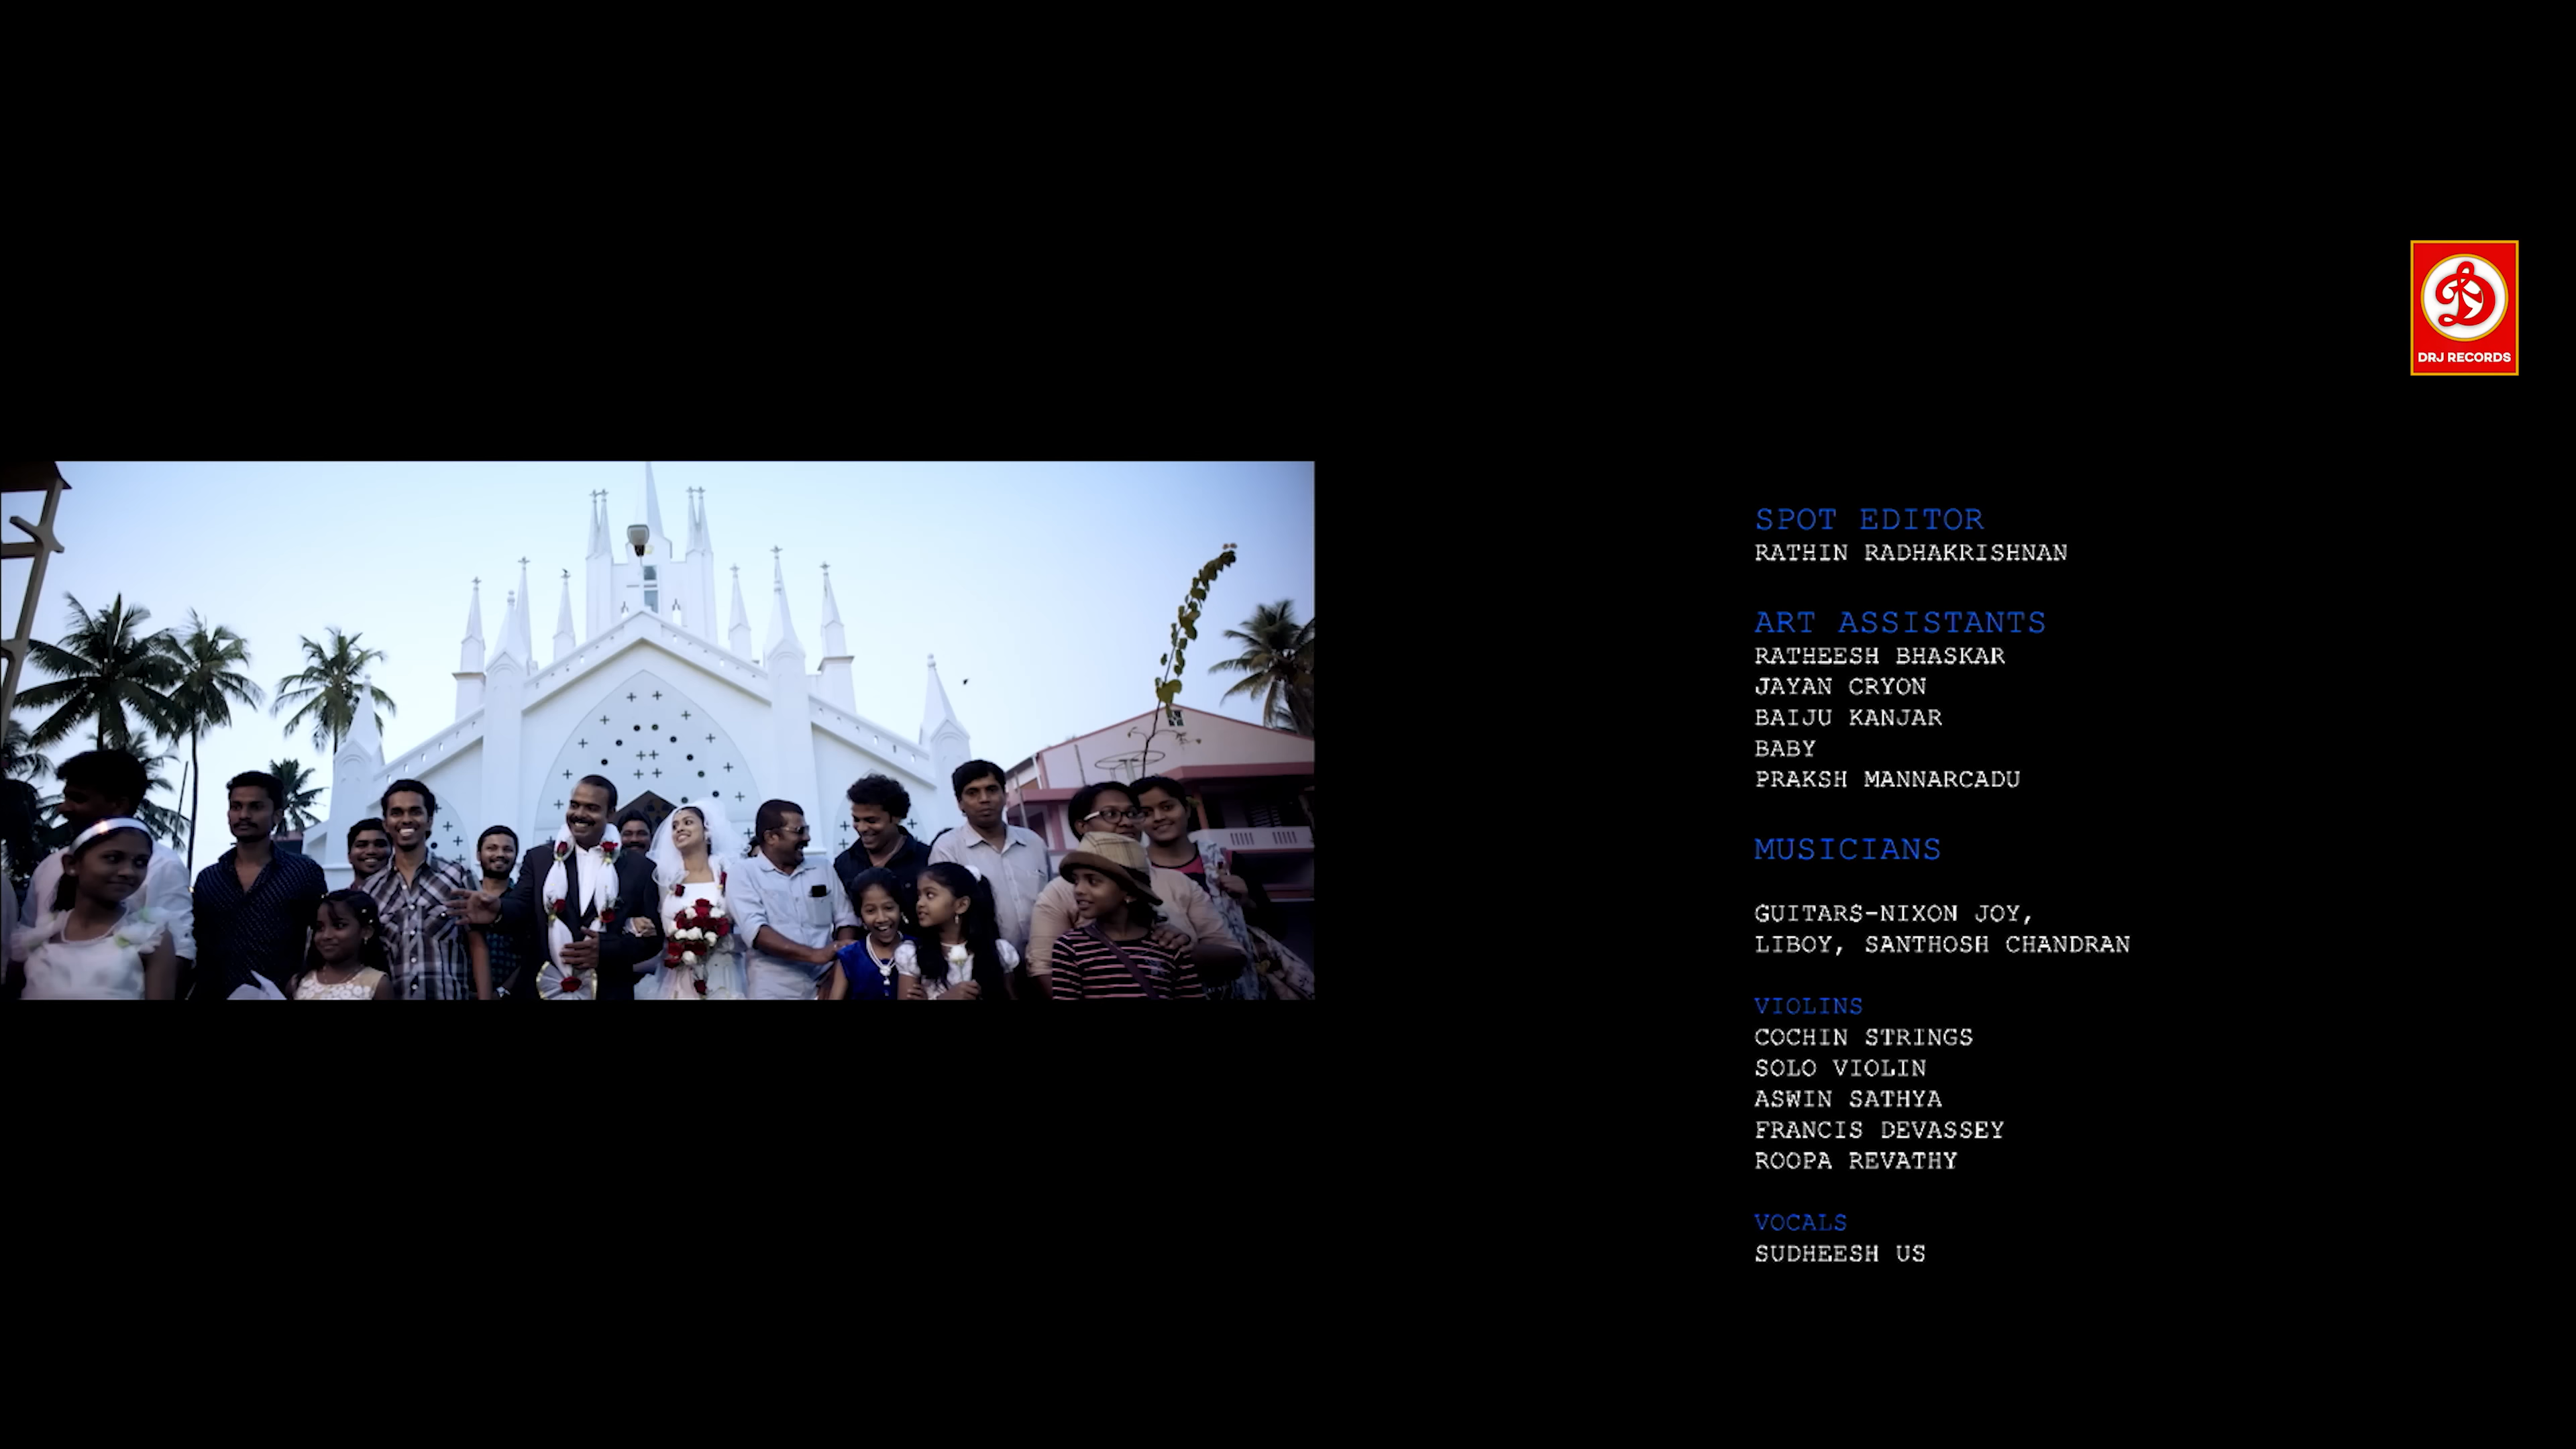 DRJ RECORDS
SPOT EDITOR
RATHIN RADHAKRISHNAN
ART ASSISTANTS
RATHEESH BHASKAR
JAYAN CRYON
BAIJU KANJAR
BABY
PRAKSH MANNARCADU
MUSICIANS
GUITARS-NIXON JOY,
LIBOY, SANTHOSH CHANDRAN
VIOLINS
COCHIN STRINGS
SOLO VIOLIN
ASWIN SATHYA
FRANCIS DEVASSEY
ROOPA REVATHY
VOCALS
SUDHEESH US